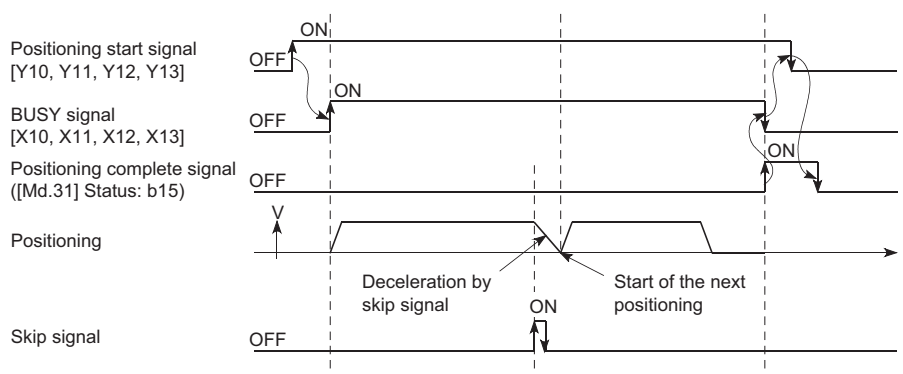 ON
Positioning start signal
[Y10, Y11, Y12, Y13]
OFF
ON
BUSY signal
[X10, X11, X12, X13]
OFF
Positioning complete signal
([Md.31] Status: b15)
ON
OFF
V
Positioning
Deceleration by
skip signal
Start of the next
positioning
ON
Skip signal
OFF